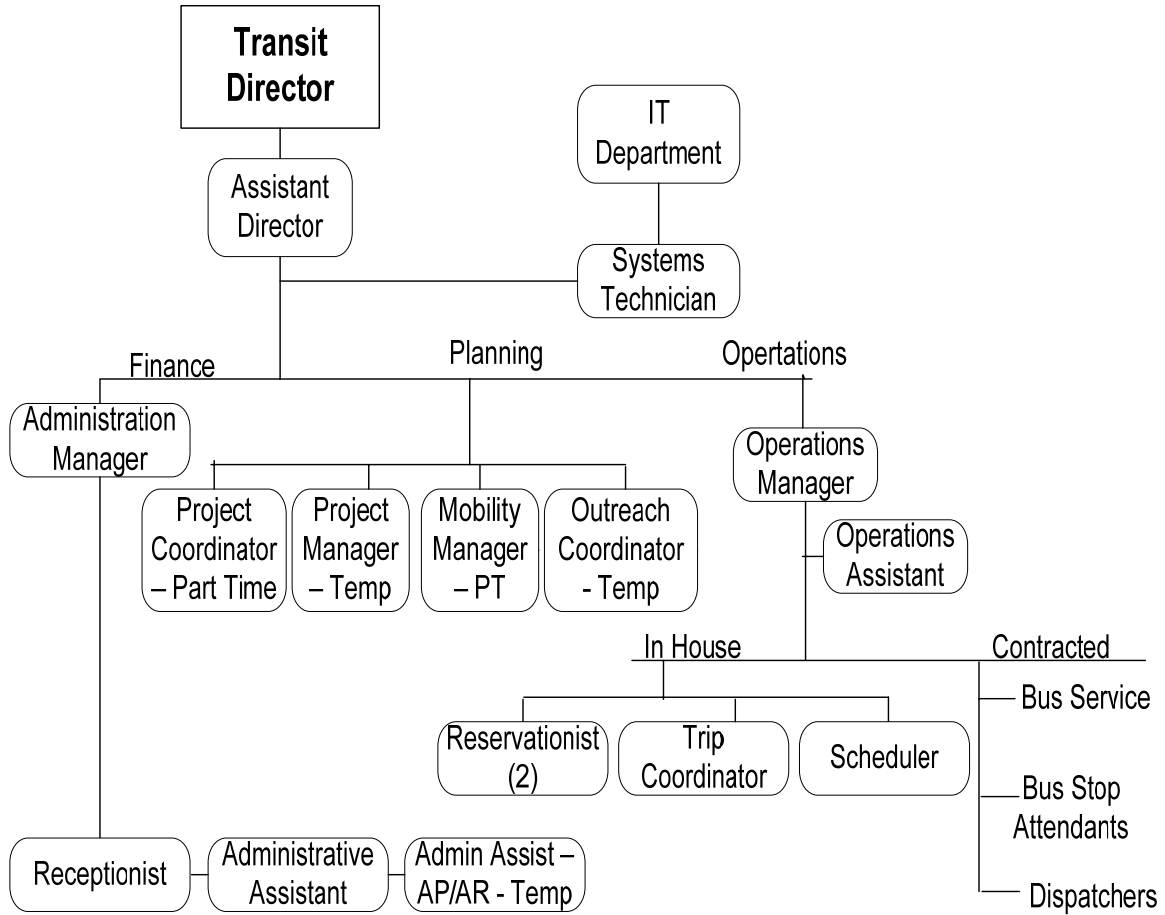 Transit
Director
IT
Department
Assistant
Director
Systems
Technician
Finance
Planning
Opertations
Administration
Manager
Operations
Manager
Project
Coordinator
– Part Time
Project
Manager
– Temp
Mobility
Manager
– PT
Outreach
Coordinator
- Temp
Operations
Assistant
In House
Contracted
Bus Service
Reservationist
(2)
Trip
Coordinator
Scheduler
Bus Stop
Attendants
Receptionist
Administrative
Assistant
Admin Assist –
AP/AR - Temp
Dispatchers